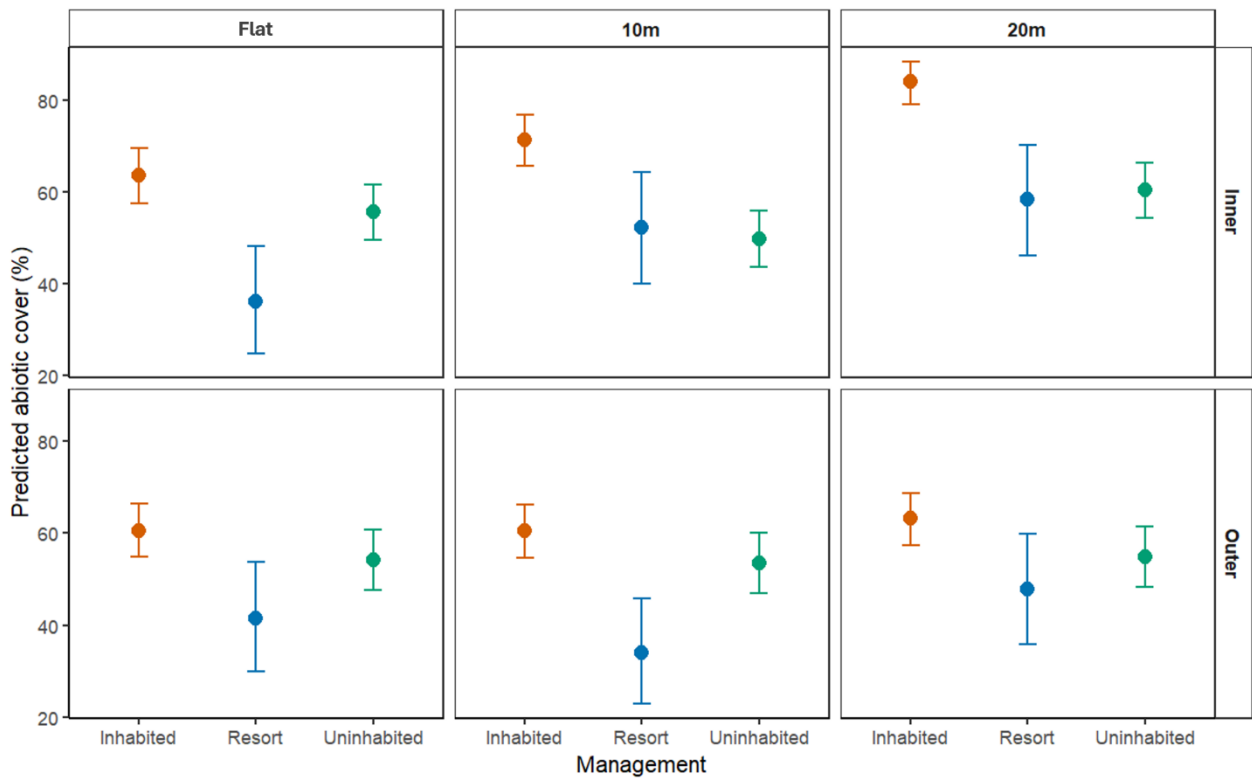 Flat 10m 20m
80
60
40
20
Inner
80
60
40
20
Outer
Predicted abiotic cover (%)
Inhabited Resort Uninhabited Inhabited Resort Uninhabited Inhabited Resort Uninhabited
Management